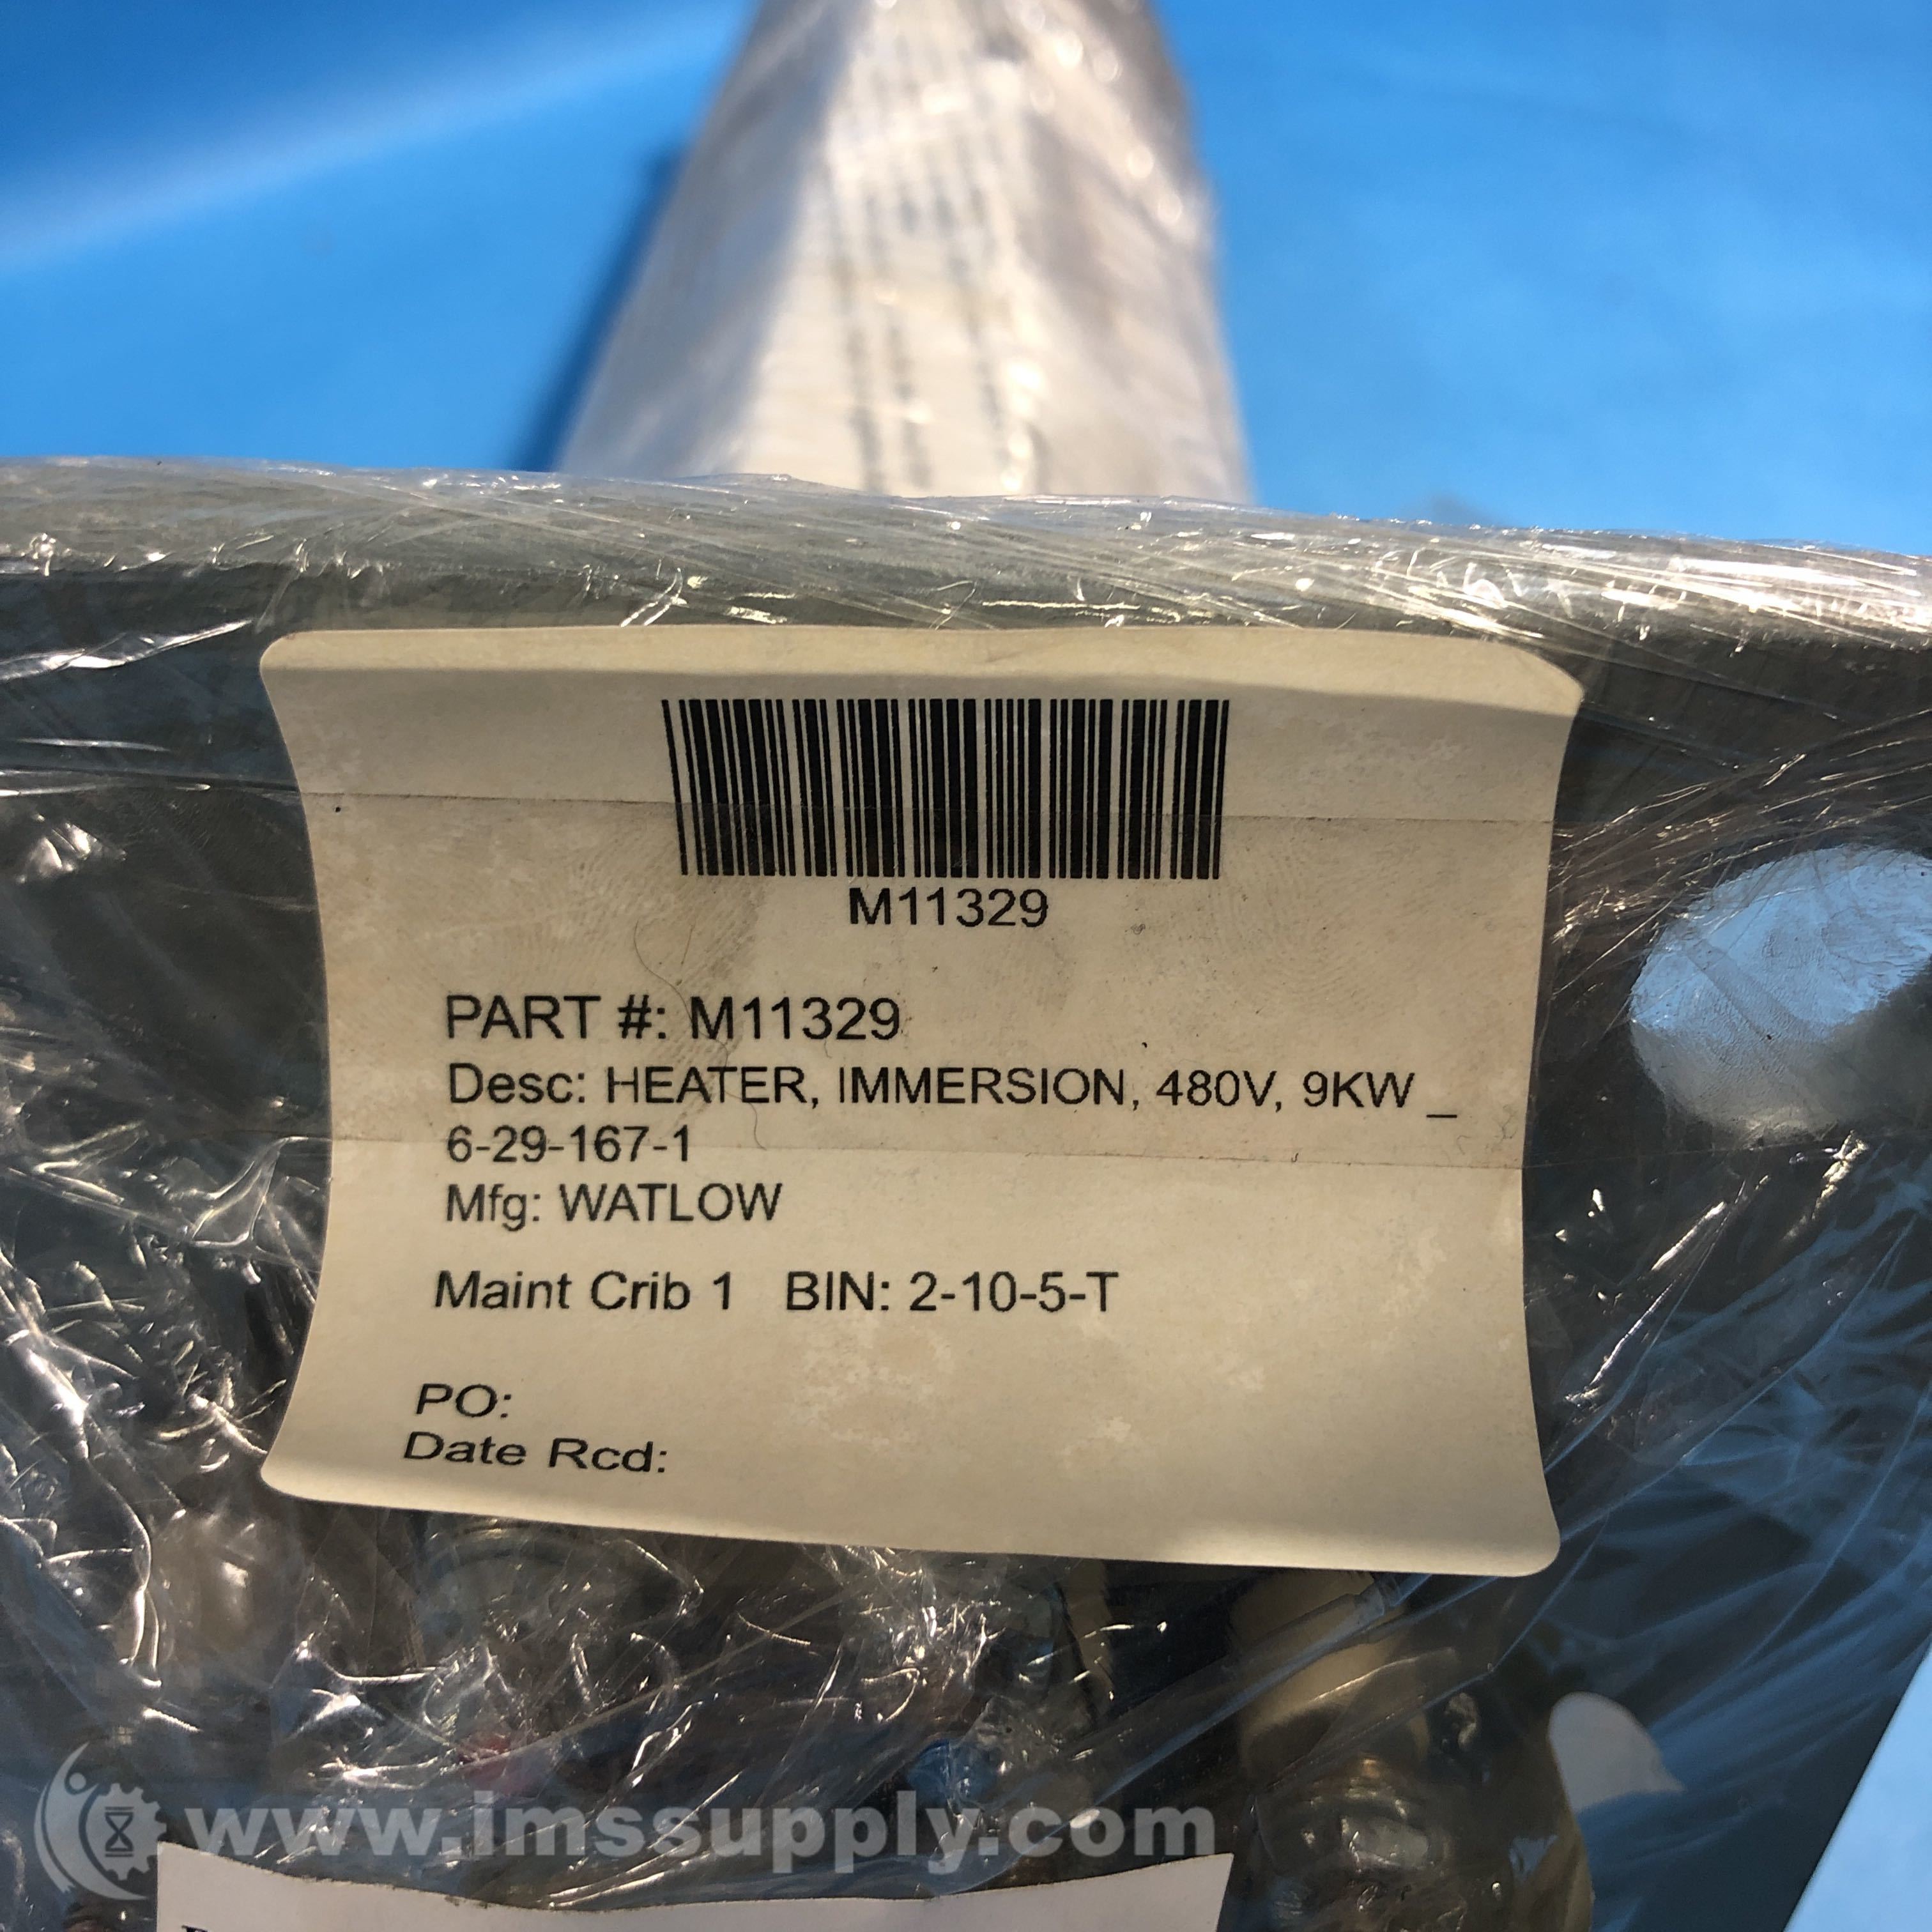 M11329
PART #: M11329
Desc: HEATER, IMMERSION, 480V, 9KW _
6-29-167-1
Mfg: WATLOW
Maint Crib 1 BIN: 2-10-5-T
PO:
Date Rcd:
www.imssupply.com